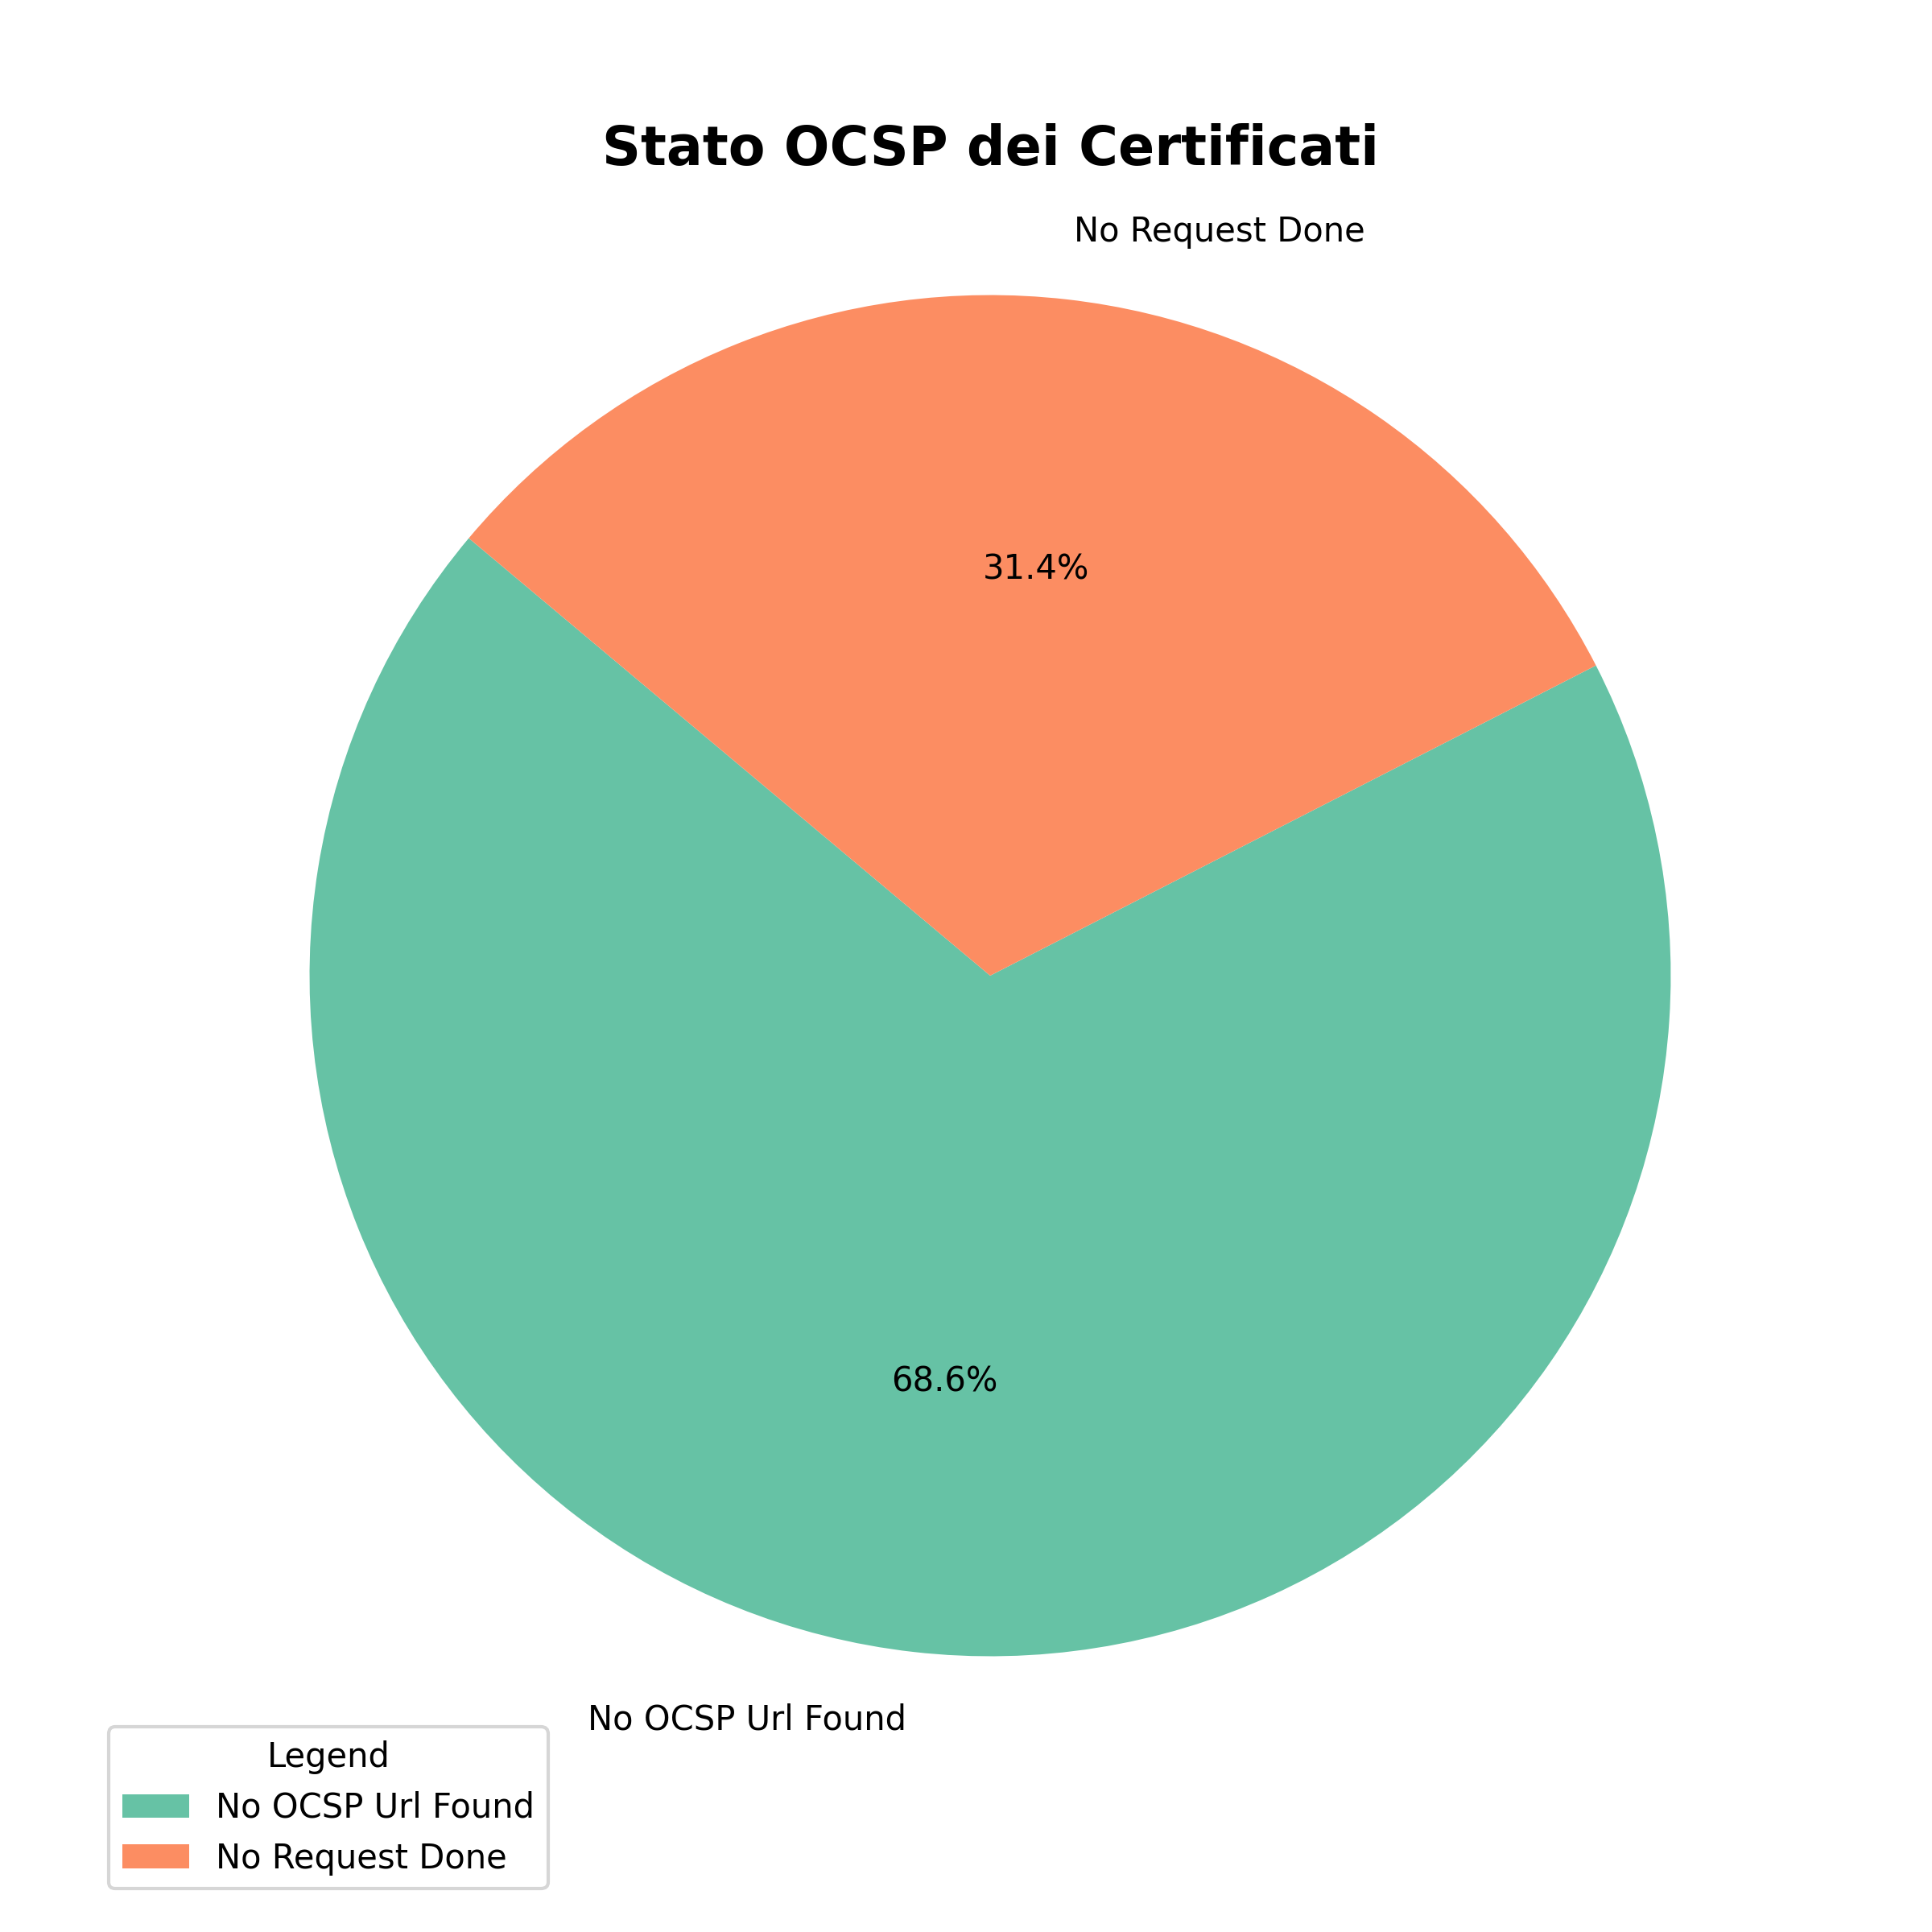 Stato OCSP dei Certificati
No Request Done
31.4%
68.6%
No OCSP Url Found
Legend
No OCSP Url Found
No Request Done